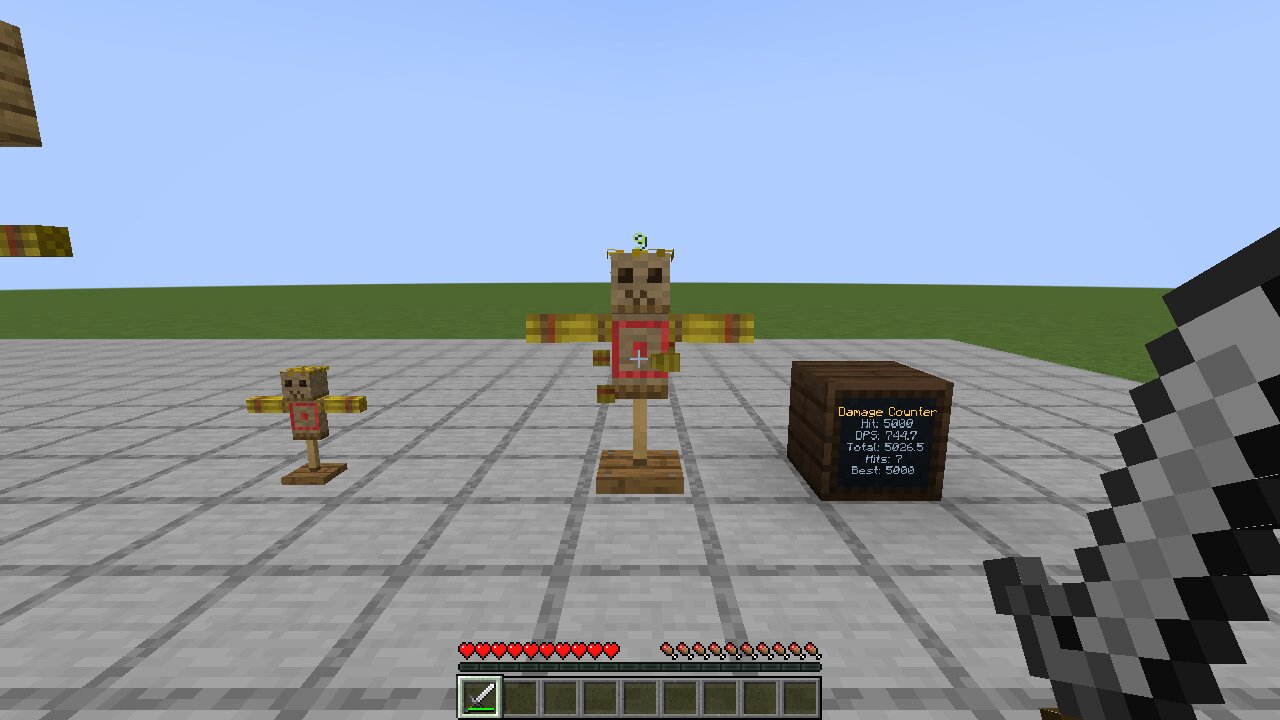 Damage Counter
Hit: 5000
DPS: 744.7
Total: 5026.5
Hits: 7
Best: 5000